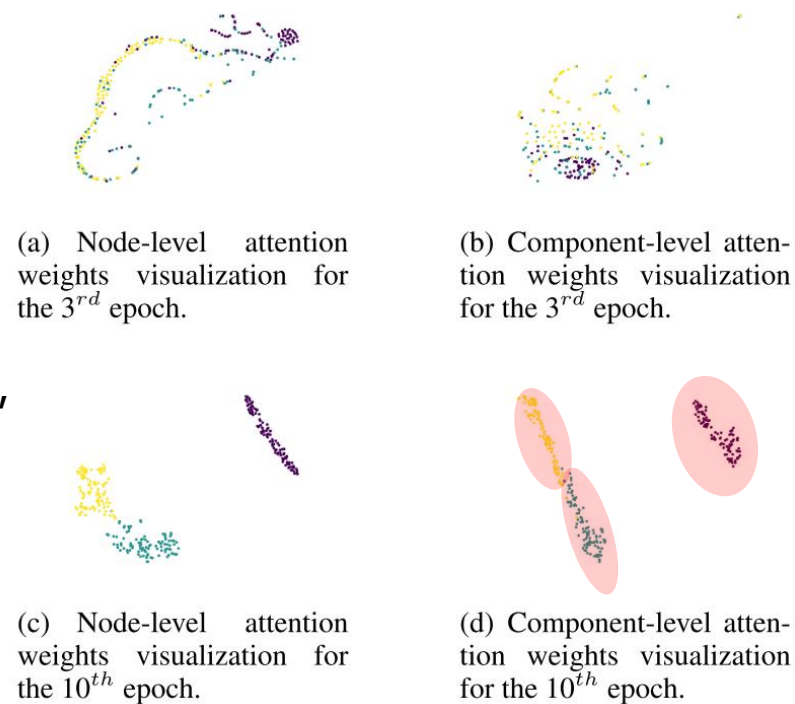 (a) Node-level attention
weights visualization for
the 3rd epoch.
(b) Component-level atten-
tion weights visualization
for the 3rd epoch.
(c) Node-level attention
weights visualization for
the 10th epoch.
(d) Component-level atten-
tion weights visualization
for the 10th epoch.